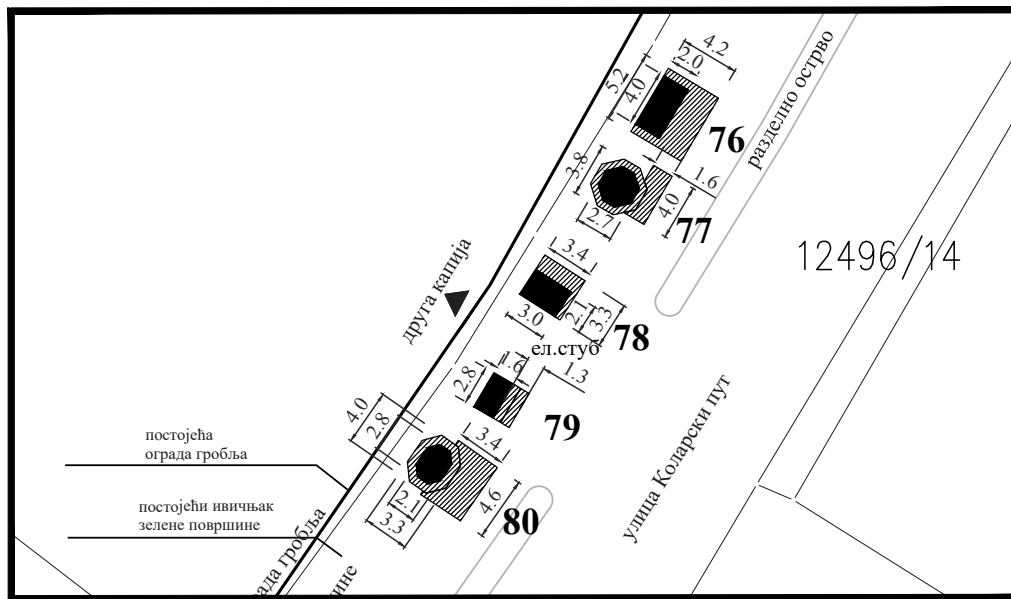 4.2
2.0
5.2
4.0
76
разделно острво
3.8
1.6
4.0
2.7
77
12496/14
друга капија
3.4
3.0
2.1
3.3
78
ел.стуб
1.6
2.8
1.3
79
4.0
2.8
3.4
улица Коларски пут
постојећа
ограда гробља
2.1
3.3
4.6
80
постојећи ивичњак
зелене површине
ада гробља
ине